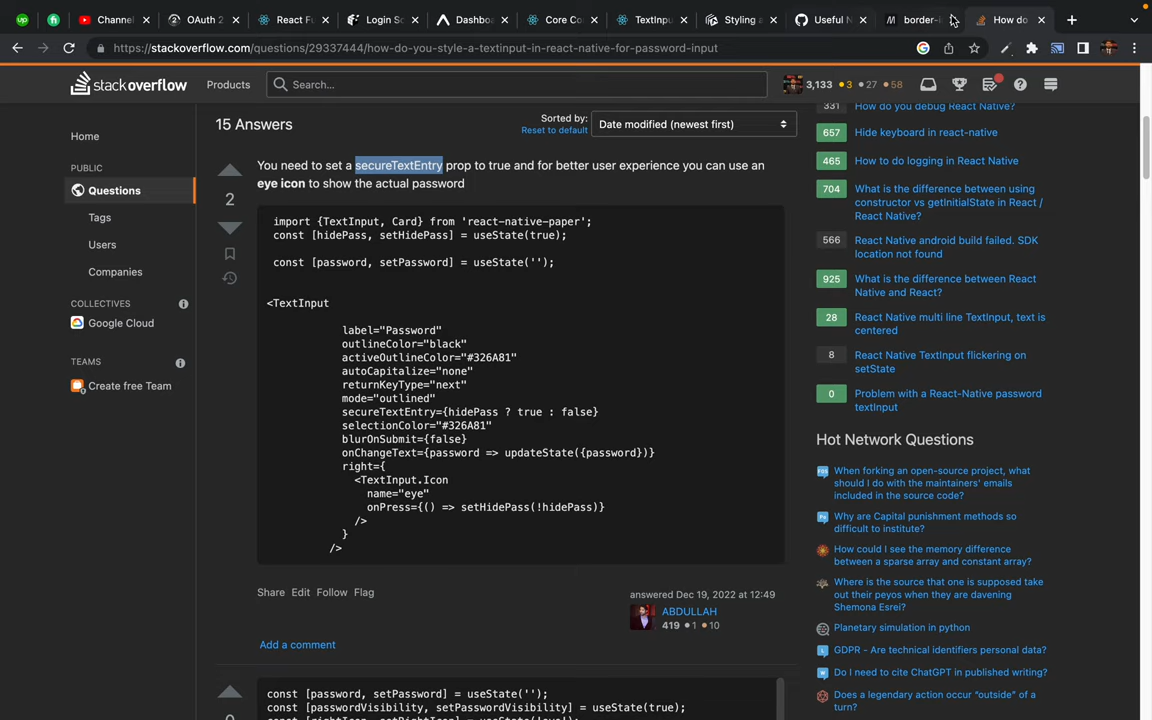 up
fi
Channel
OAuth 2
React Fu
Login Sc
Dashboa
Core Co
TextInpu
Styling a
Useful N
border-
How do
https://stackoverflow.com/questions/29337444/how-do-you-style-a-textinput-in-react-native-for-password-input
stackoverflow
Products
Search...
3,133 3 27 58
Home
PUBLIC
Questions
Tags
Users
Companies
COLLECTIVES
Google Cloud
TEAMS
Create free Team
15 Answers
Sorted by:
Reset to default
Date modified (newest first)
2
You need to set a secureTextEntry prop to true and for better user experience you can use an
eye icon to show the actual password
import {TextInput, Card} from 'react-native-paper';
const [hidePass, setHidePass] = useState(true);
const [password, setPassword] = useState('');
<TextInput
label="Password"
outlineColor="black"
activeOutlineColor="#326A81"
autoCapitalize="none"
returnKeyType="next"
mode="outlined"
secureTextEntry={hidePass ? true : false}
selectionColor="#326A81"
blurOnSubmit={false}
onChangeText={password => updateState({password})}
right={
<TextInput.Icon
name="eye"
onPress={() => setHidePass(!hidePass)}
/>
}
/>
Share Edit Follow Flag
answered Dec 19, 2022 at 12:49
ABDULLAH
419 1 10
Add a comment
const [password, setPassword] = useState('');
const [passwordVisibility, setPasswordVisibility] = useState(true);
331 How do you debug React Native?
657 Hide keyboard in react-native
465 How to do logging in React Native
704 What is the difference between using
constructor vs getInitialState in React /
React Native?
566 React Native android build failed. SDK
location not found
925 What is the difference between React
Native and React?
28 React Native multi line TextInput, text is
centered
8 React Native TextInput flickering on
setState
0 Problem with a React-Native password
textInput
Hot Network Questions
When forking an open-source project, what
should I do with the maintainers' emails
included in the source code?
Why are Capital punishment methods so
difficult to institute?
How could I see the memory difference
between a sparse array and constant array?
Where is the source that one is supposed take
out their peyos when they are davening
Shemona Esrei?
Planetary simulation in python
GDPR - Are technical identifiers personal data?
Do I need to cite ChatGPT in published writing?
Does a legendary action occur "outside" of a
turn?